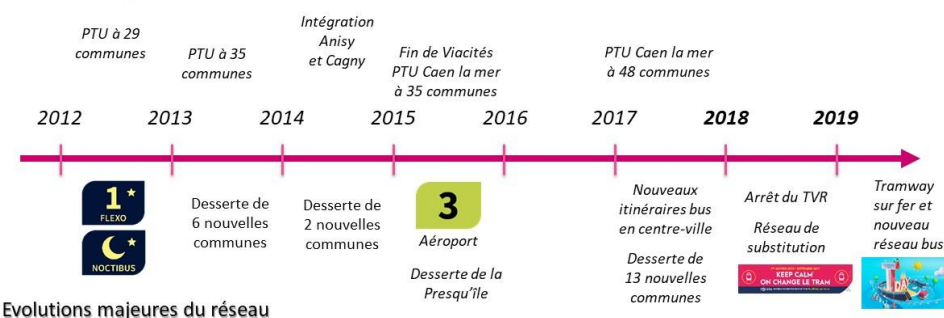 PTU à 29
communes
PTU à 35
communes
Intégration
Anisy
et Cagny
Fin de Viacités
PTU Caen la mer
à 35 communes
PTU Caen la mer
à 48 communes
2012 2013 2014 2015 2016 2017 2018 2019
1
FLEXO
NOCTIBUS
Desserte de
6 nouvelles
communes
Desserte de
2 nouvelles
communes
3
Aéroport
Desserte de la
Presqu’île
Nouveaux
itinéraires bus
en centre-ville
Desserte de
13 nouvelles
communes
Arrêt du TVR
Réseau de
substitution
KEEP CALM
ON CHANGE LE TRAM
Tramway
sur fer et
nouveau
réseau bus
Evolutions majeures du réseau